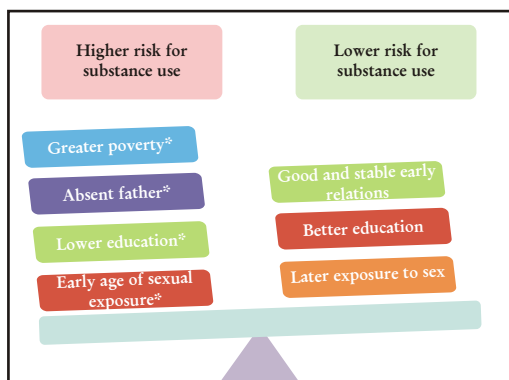 Higher risk for
substance use
Lower risk for
substance use
Greater poverty*
Absent father*
Lower education*
Early age of sexual
exposure*
Good and stable early
relations
Better education
Later exposure to sex